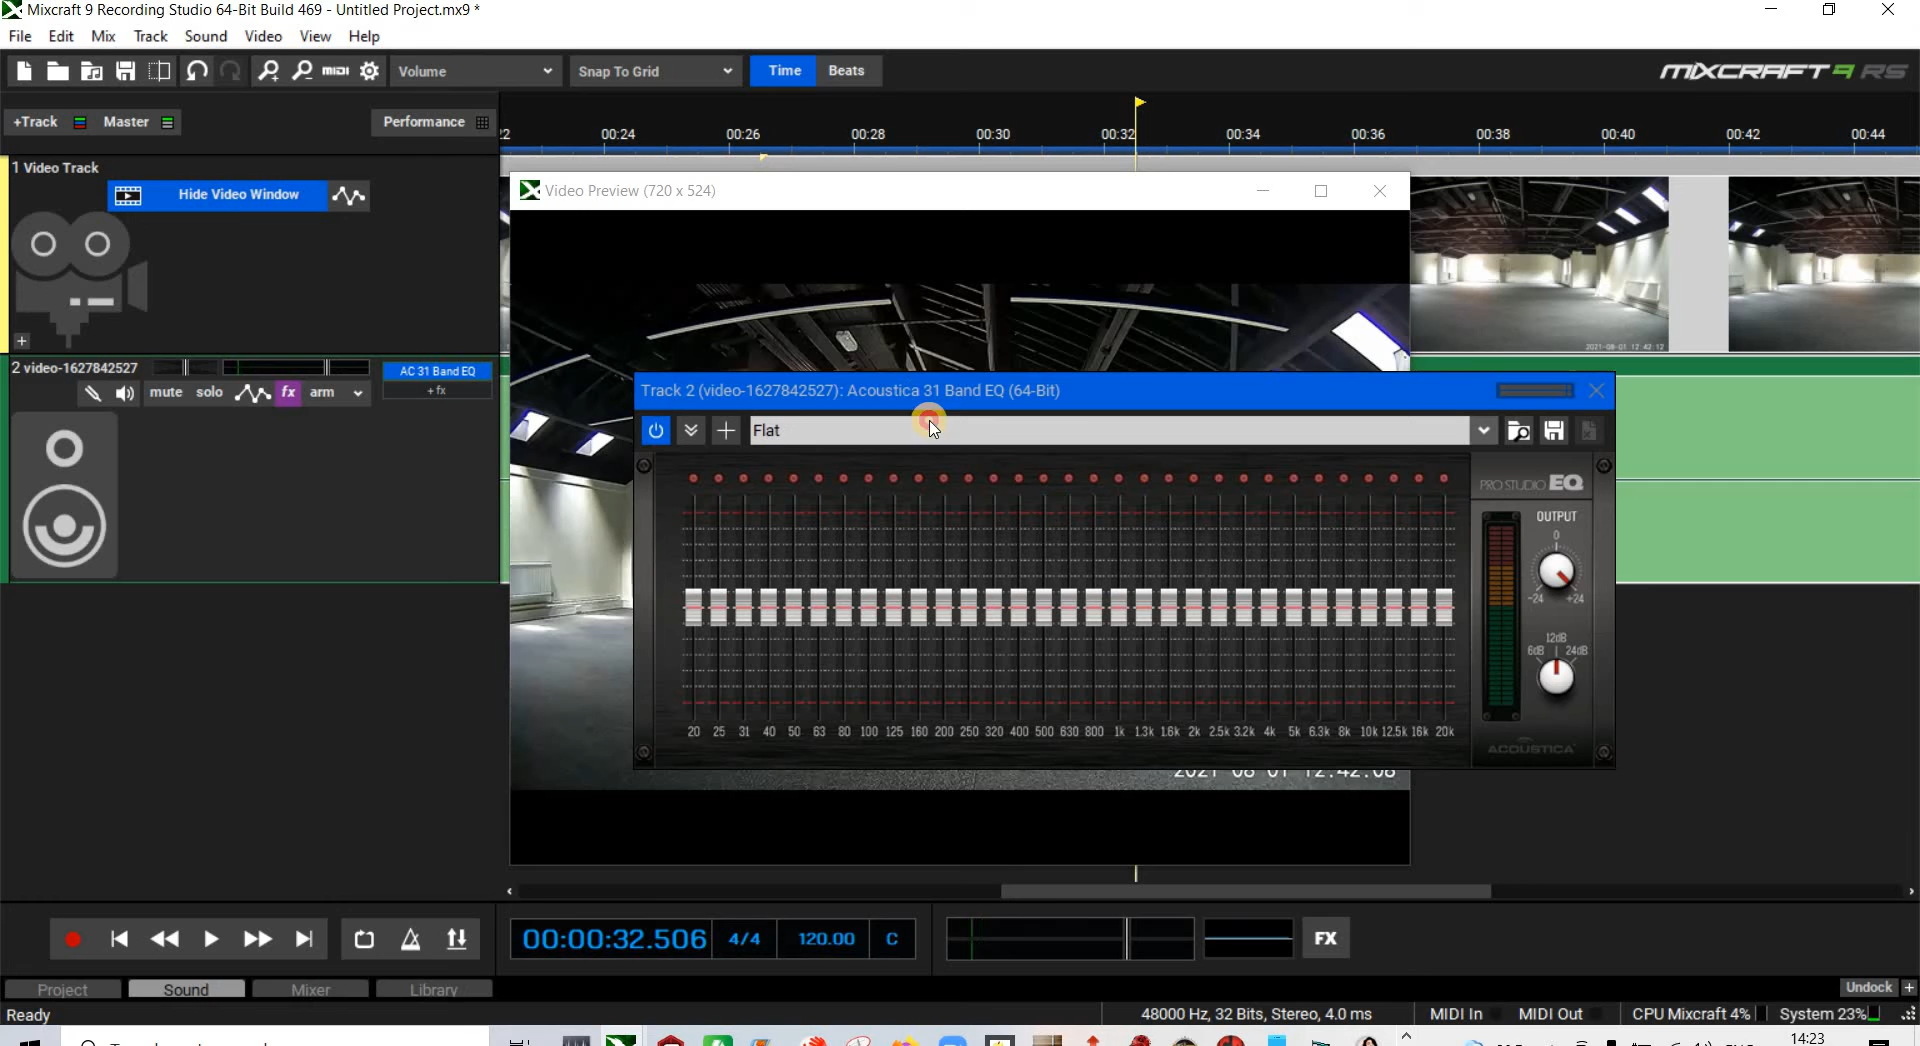 Mixcraft 9 Recording Studio 64-Bit Build 469 - Untitled Project.mx9 *
File Edit Mix Track Sound Video View Help
MIDI Volume Snap To Grid Time Beats MIXCRAFT 9 RS
+Track Master Performance
00:24 00:26 00:28 00:30 00:32 00:34 00:36 00:38 00:40 00:42 00:44
1 Video Track
Hide Video Window
Video Preview (720 x 524)
2021-08-01 12:42:12
2 video-1627842527
AC 31 Band EQ
mute solo fx arm
+fx
Track 2 (video-1627842527): Acoustica 31 Band EQ (64-Bit)
Flat
PRO STUDIO EQ
OUTPUT
0
-24 +24
12dB
6dB 24dB
20 25 31 40 50 63 80 100 125 160 200 250 320 400 500 630 800 1k 1.3k 1.6k 2k 2.5k 3.2k 4k 5k 6.3k 8k 10k 12.5k 16k 20k
ACOUSTICA
2021-08-01 12:42:08
00:00:32.506 4/4 120.00 C FX
Project Sound Mixer Library
Undock +
Ready
48000 Hz, 32 Bits, Stereo, 4.0 ms MIDI In MIDI Out CPU Mixcraft 4% System 23%
14:23